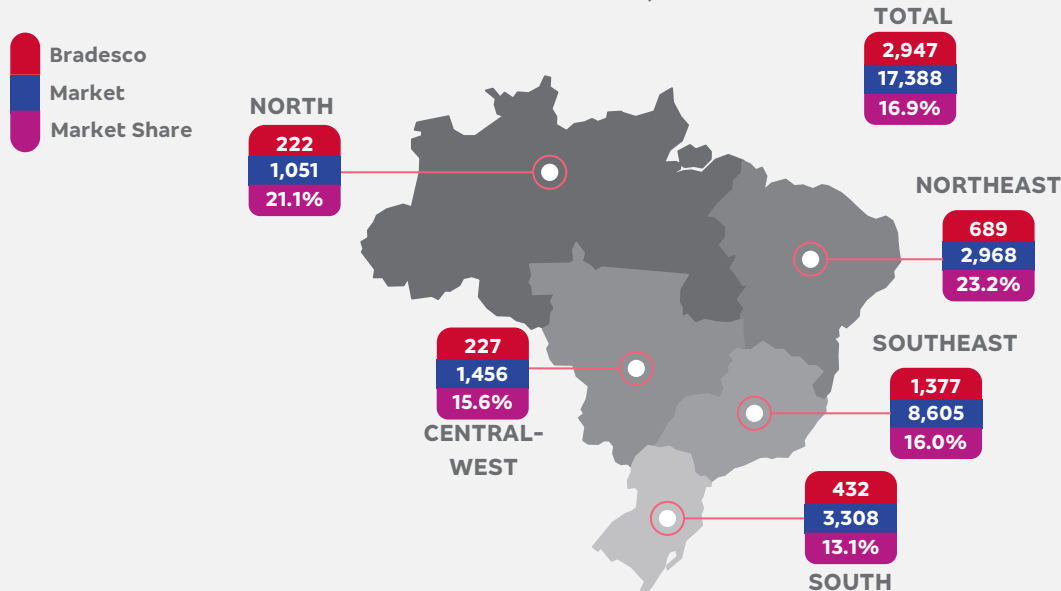 TOTAL
2,947
17,388
16.9%
Bradesco
Market
Market Share
NORTH
222
1,051
21.1%
NORTHEAST
689
2,968
23.2%
227
1,456
15.6%
CENTRAL-
WEST
SOUTHEAST
1,377
8,605
16.0%
432
3,308
13.1%
SOUTH